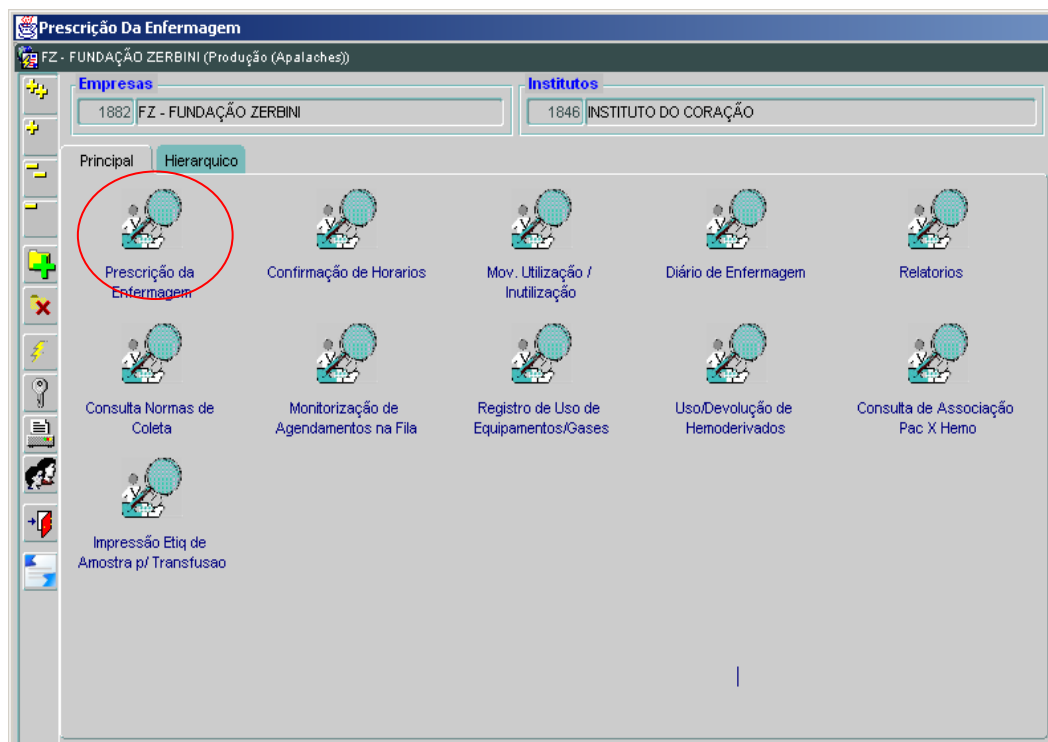 Prescrição Da Enfermagem
FZ - FUNDAÇÃO ZERBINI (Produção (Apalaches))
Empresas
Institutos
1882 FZ - FUNDAÇÃO ZERBINI
1846 INSTITUTO DO CORAÇÃO
Principal
Hierarquico
Prescrição da
Enfermagem
Confirmação de Horarios
Mov. Utilização /
Inutilização
Diário de Enfermagem
Relatorios
Consulta Normas de
Coleta
Monitorização de
Agendamentos na Fila
Registro de Uso de
Equipamentos/Gases
Uso/Devolução de
Hemoderivados
Consulta de Associação
Pac X Hemo
Impressão Etiq de
Amostra p/ Transfusao